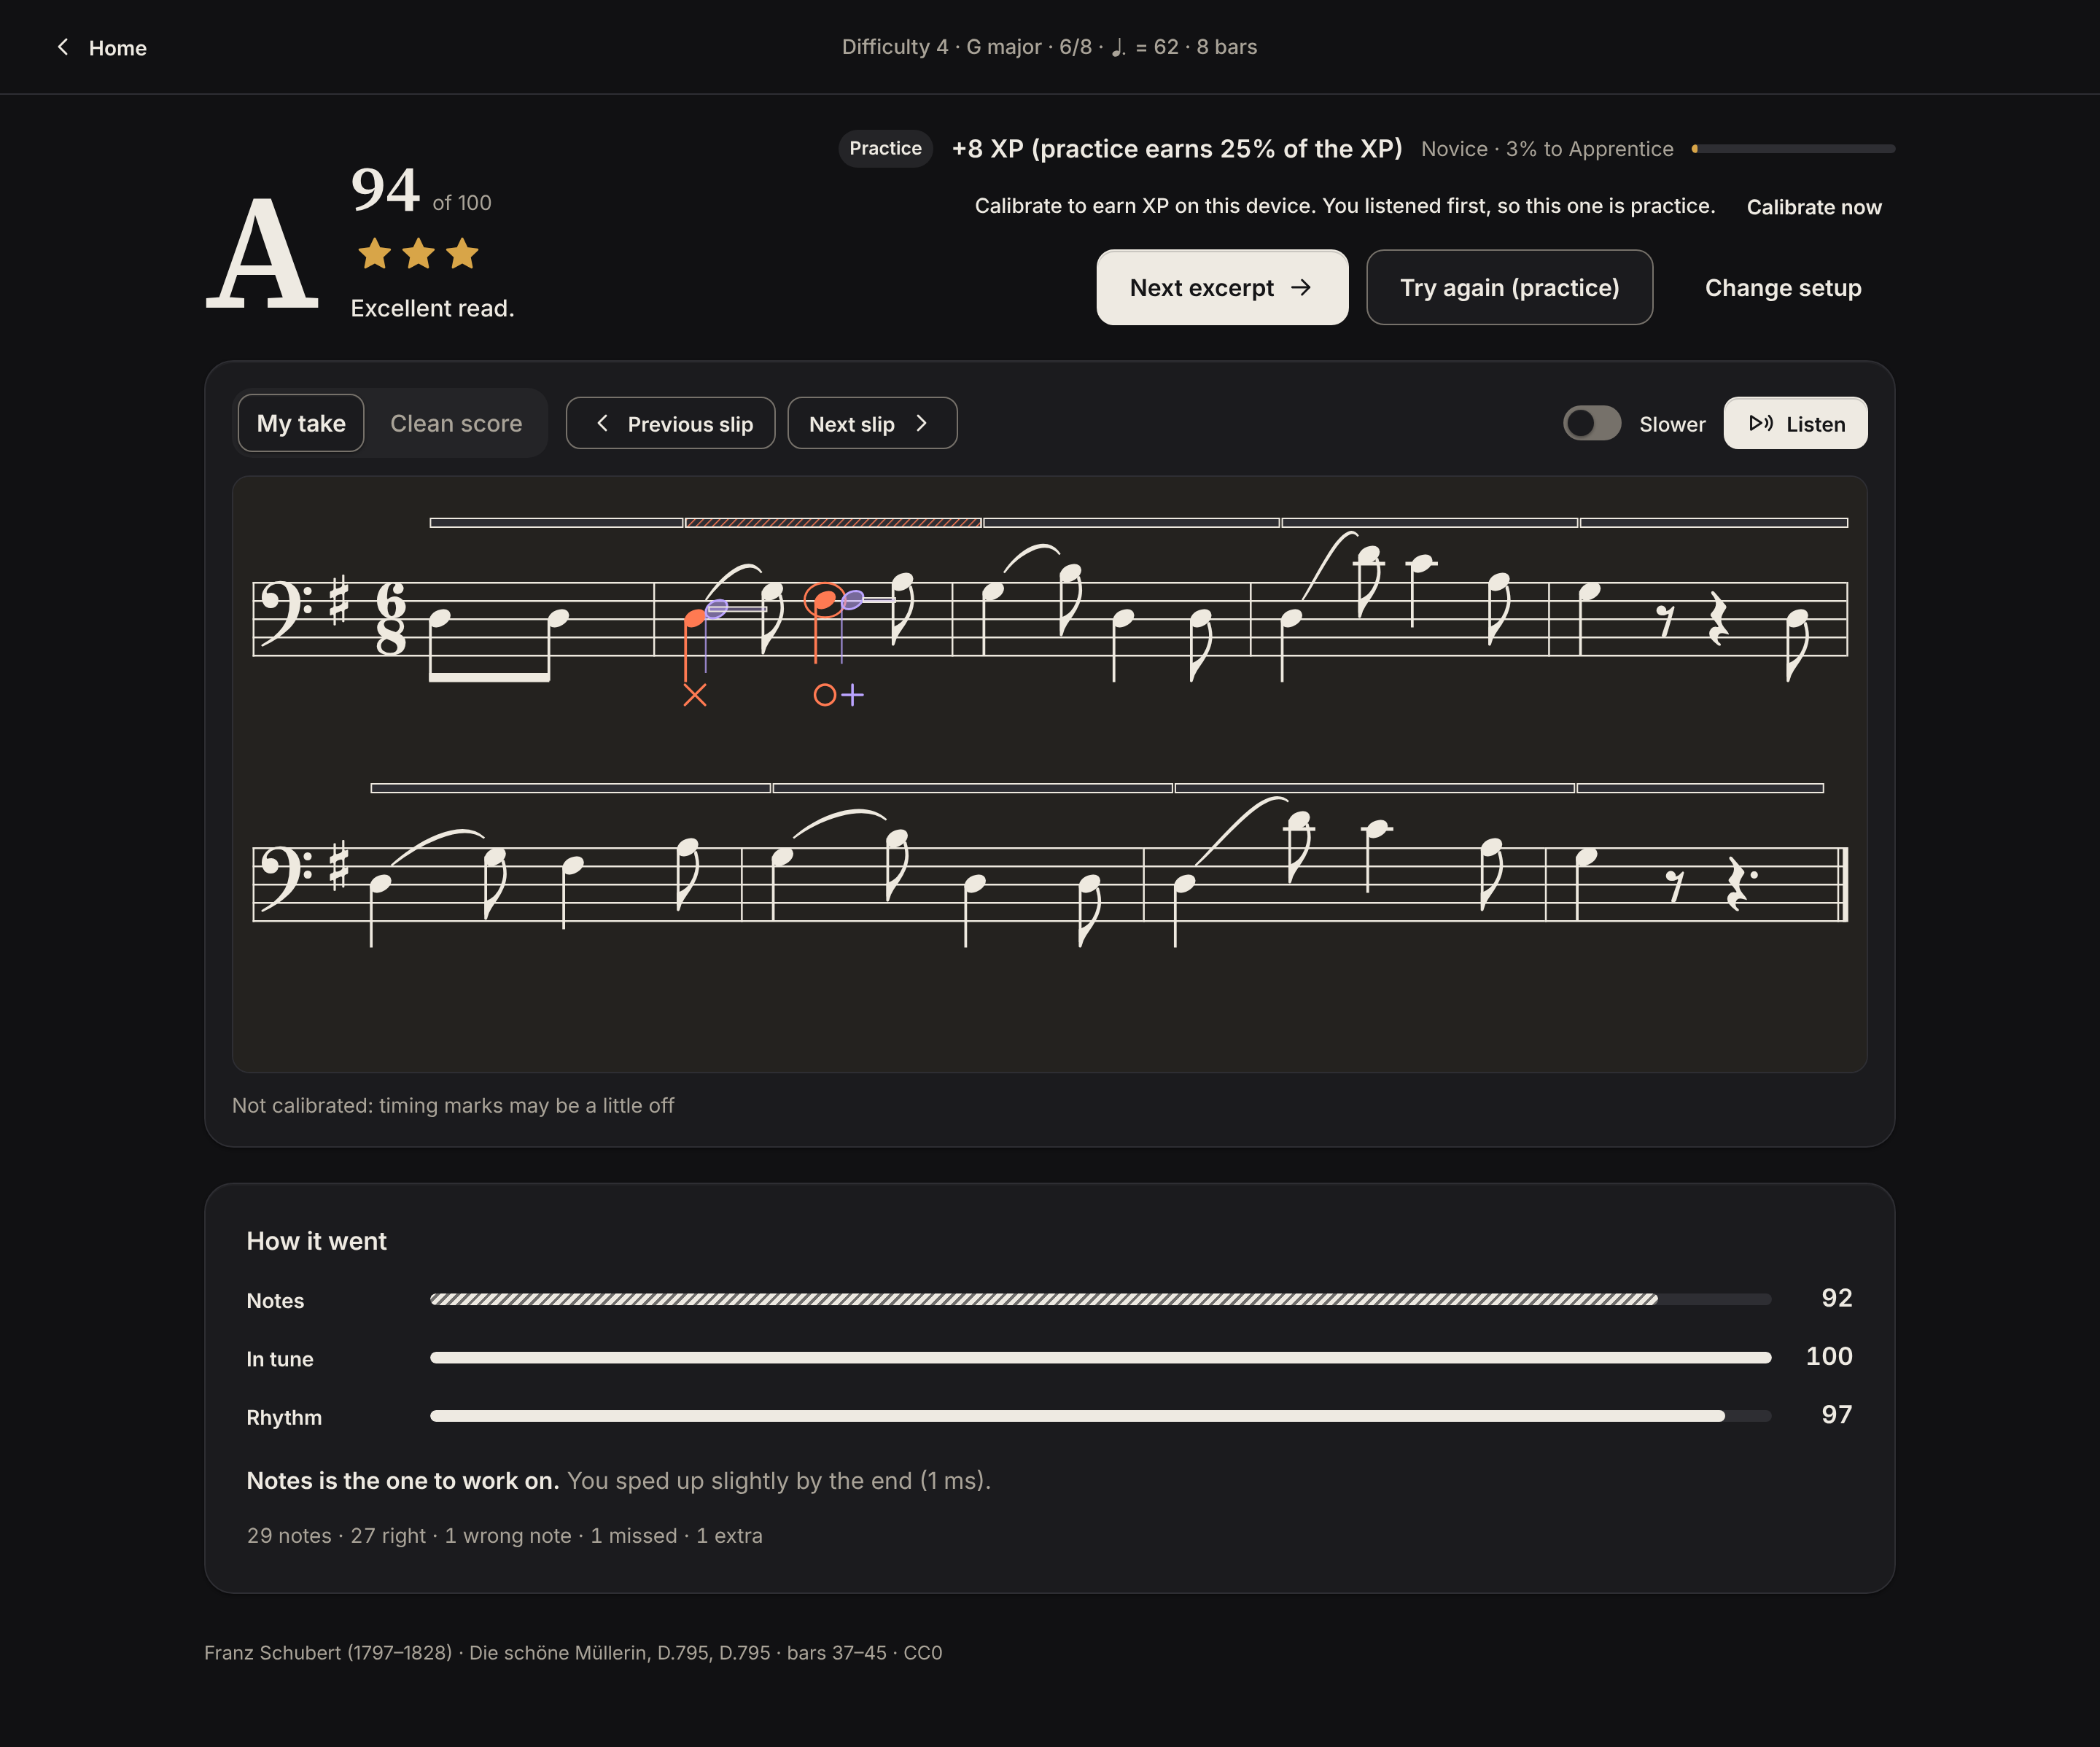 Home
Difficulty 4 · G major · 6/8 · ♩. = 62 · 8 bars
Practice +8 XP (practice earns 25% of the XP) Novice · 3% to Apprentice
A
94 of 100
Excellent read.
Calibrate to earn XP on this device. You listened first, so this one is practice. Calibrate now
Next excerpt → Try again (practice) Change setup
My take Clean score Previous slip Next slip Slower Listen
6
8
Not calibrated: timing marks may be a little off
How it went
Notes 92
In tune 100
Rhythm 97
Notes is the one to work on. You sped up slightly by the end (1 ms).
29 notes · 27 right · 1 wrong note · 1 missed · 1 extra
Franz Schubert (1797–1828) · Die schöne Müllerin, D.795, D.795 · bars 37–45 · CC0